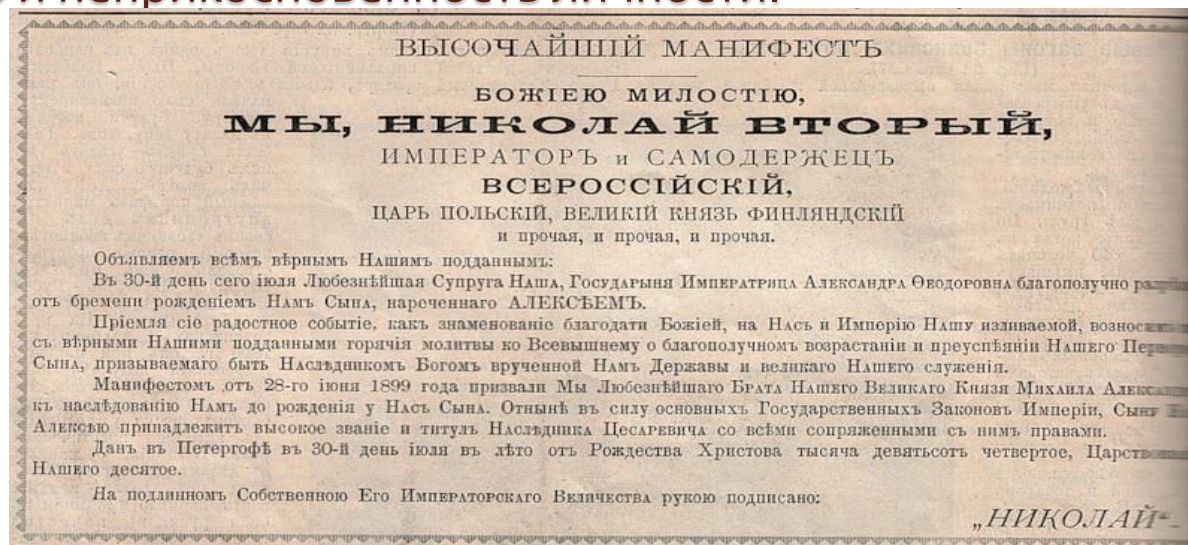 и неприкосновенность личности.
ВЫСОЧАЙШІЙ МАНИФЕСТЪ
БОЖІЕЮ МИЛОСТІЮ,
МЫ, НИКОЛАЙ ВТОРЫЙ,
ИМПЕРАТОРЪ и САМОДЕРЖЕЦЪ
ВСЕРОССІЙСКІЙ,
ЦАРЬ ПОЛЬСКІЙ, ВЕЛИКІЙ КНЯЗЬ ФИНЛЯНДСКІЙ
и прочая, и прочая, и прочая.
Объявляемъ всѣмъ вѣрнымъ Нашимъ подданнымъ:
Въ 30-й день сего іюля Любезнѣйшая Супруга Наша, Государыня Императрица Александра Ѳеодоровна благополучно
отъ бремени рожденіемъ Намъ Сына, нареченнаго АЛЕКСѢЕМЪ.
Пріемля сіе радостное событіе, какъ знаменованіе благодати Божіей, на Насъ и Имперію Нашу изливаемой,
съ вѣрными Нашими подданными горячія молитвы ко Всевышнему о благополучномъ возрастаніи и преуспѣяніи Нашего
Сына, призываемаго быть Наслѣдникомъ Богомъ врученной Намъ Державы и великаго Нашего служенія.
Манифестомъ отъ 28-го іюня 1899 года призвали Мы Любезнѣйшаго Брата Нашего Великаго Князя Михаила
къ наслѣдованію Намъ до рожденія у Насъ Сына. Отнынѣ въ силу основныхъ Государственныхъ Законовъ Имперіи, Сыну
Алексѣю принадлежитъ высокое званіе и титулъ Наслѣдника Цесаревича со всѣми сопряженными съ нимъ правами.
Данъ въ Петергофѣ въ 30-й день іюля въ лѣто отъ Рождества Христова тысяча девятьсотъ четвертое,
Нашего десятое.
На подлинномъ Собственною Его Императорскаго Величества рукою подписано:
„НИКОЛАЙ“